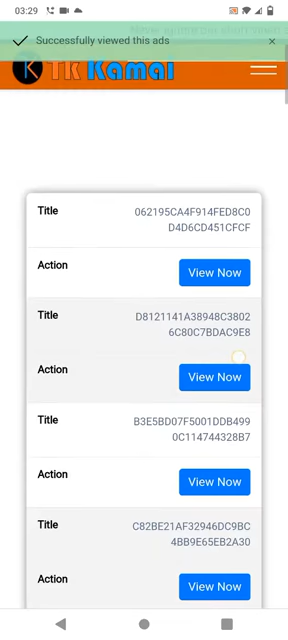 03:29
Successfully viewed this ads
×
TK Kamai
Title
062195CA4F914FED8C0
D4D6CD451CFCF
Action
View Now
Title
D8121141A38948C3802
6C80C7BDAC9E8
Action
View Now
Title
B3E5BD07F5001DDB499
0C114744328B7
Action
View Now
Title
C82BE21AF32946DC9BC
4BB9E65EB2A30
Action
View Now